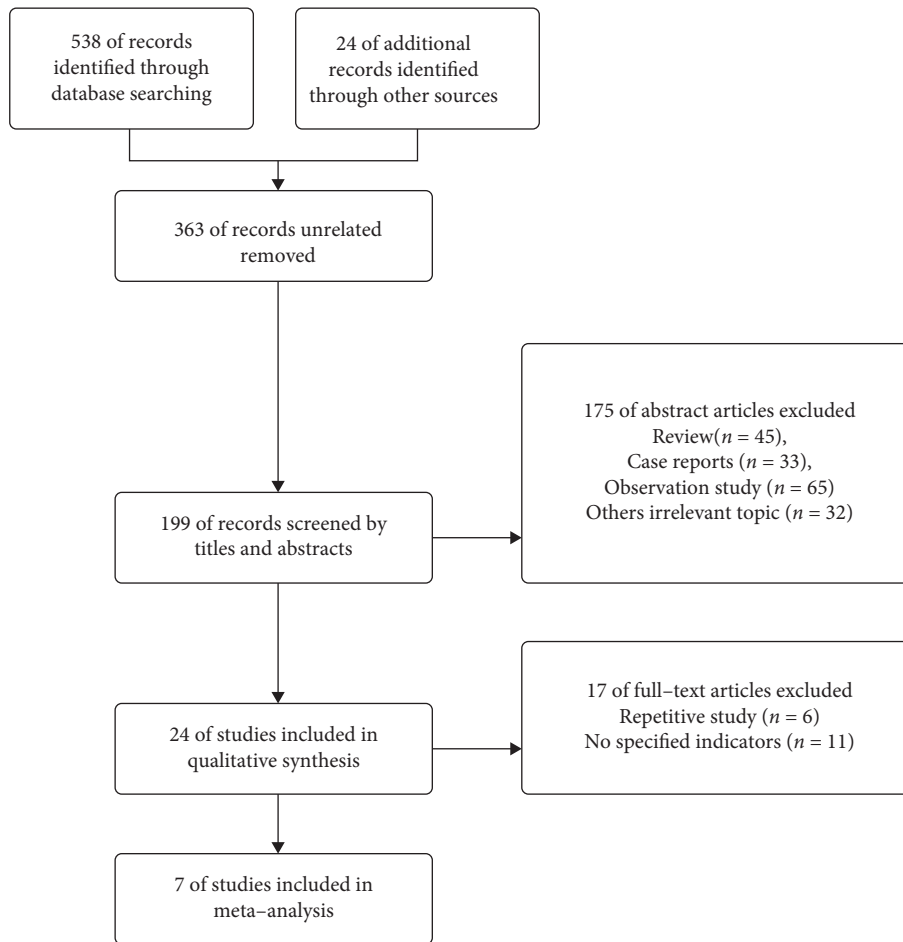 538 of records
identified through
database searching
24 of additional
records identified
through other sources
363 of records unrelated
removed
175 of abstract articles excluded
Review(n = 45),
Case reports (n = 33),
Observation study (n = 65)
Others irrelevant topic (n = 32)
199 of records screened by
titles and abstracts
17 of full–text articles excluded
Repetitive study (n = 6)
No specified indicators (n = 11)
24 of studies included in
qualitative synthesis
7 of studies included in
meta–analysis